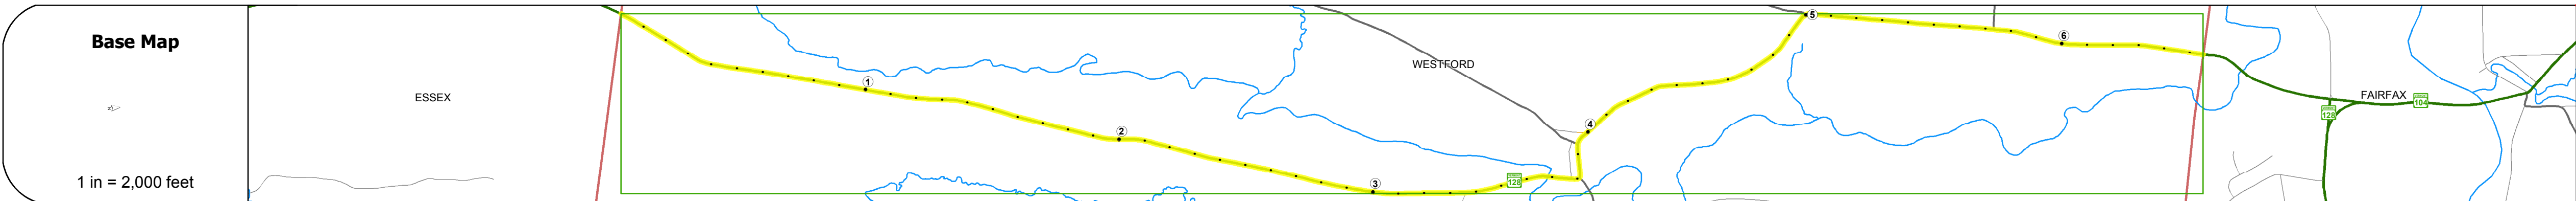 Base Map
1 in = 2,000 feet
ESSEX
1
2
3
128
4
WESTFORD
5
6
128
FAIRFAX
104